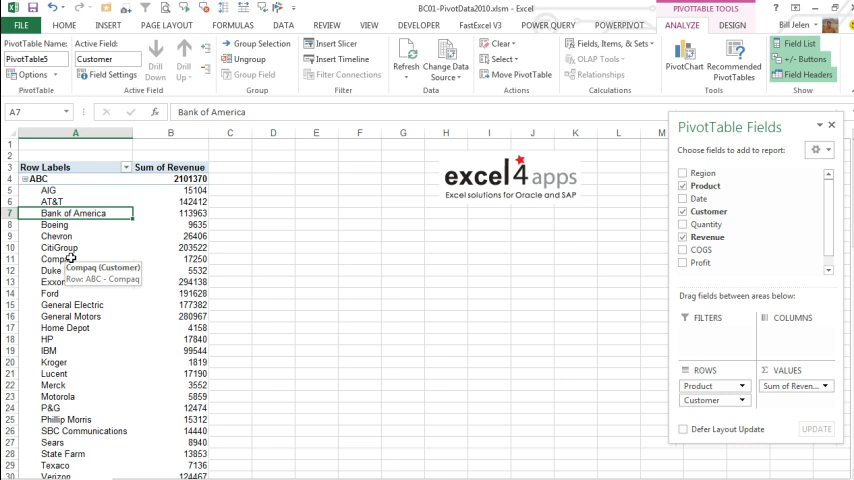 BC01-PivotData2010.xlsm - Excel
PIVOTTABLE TOOLS
FILE HOME INSERT PAGE LAYOUT FORMULAS DATA REVIEW VIEW DEVELOPER FastExcel V3 POWER QUERY POWERPIVOT ANALYZE DESIGN Bill Jelen
PivotTable Name: Active Field:
PivotTable5 Customer
Options Field Settings
Drill Down Drill Up
Group Selection
Ungroup
Group Field
Insert Slicer
Insert Timeline
Filter Connections
Refresh Change Data Source
Clear
Select
Move PivotTable
Fields, Items, & Sets
OLAP Tools
Relationships
PivotChart Recommended PivotTables
Field List
+/- Buttons
Field Headers
PivotTable Active Field Group Filter Data Actions Calculations Tools Show
A7 fx Bank of America
A B C D E F G H I J K L M
1
2
3 Row Labels Sum of Revenue
4 ABC 2101370
5 AIG 15104
6 AT&T 142412
7 Bank of America 113963
8 Boeing 9635
9 Chevron 26406
10 CitiGroup 203522
11 Comp 17250
12 Duke 5532
13 Exxon 294138
14 Ford 191628
15 General Electric 177382
16 General Motors 280967
17 Home Depot 4158
18 HP 17840
19 IBM 99544
20 Kroger 1819
21 Lucent 17190
22 Merck 3552
23 Motorola 5859
24 P&G 12474
25 Phillip Morris 15312
26 SBC Communications 14440
27 Sears 8940
28 State Farm 13853
29 Texaco 7136
30 Verizon 124467
Compaq (Customer)
Row: ABC - Compaq
excel4apps
Excel solutions for Oracle and SAP
PivotTable Fields
Choose fields to add to report:
Region
Product
Date
Customer
Quantity
Revenue
COGS
Profit
Drag fields between areas below:
FILTERS COLUMNS
ROWS VALUES
Product Sum of Reven...
Customer
Defer Layout Update UPDATE